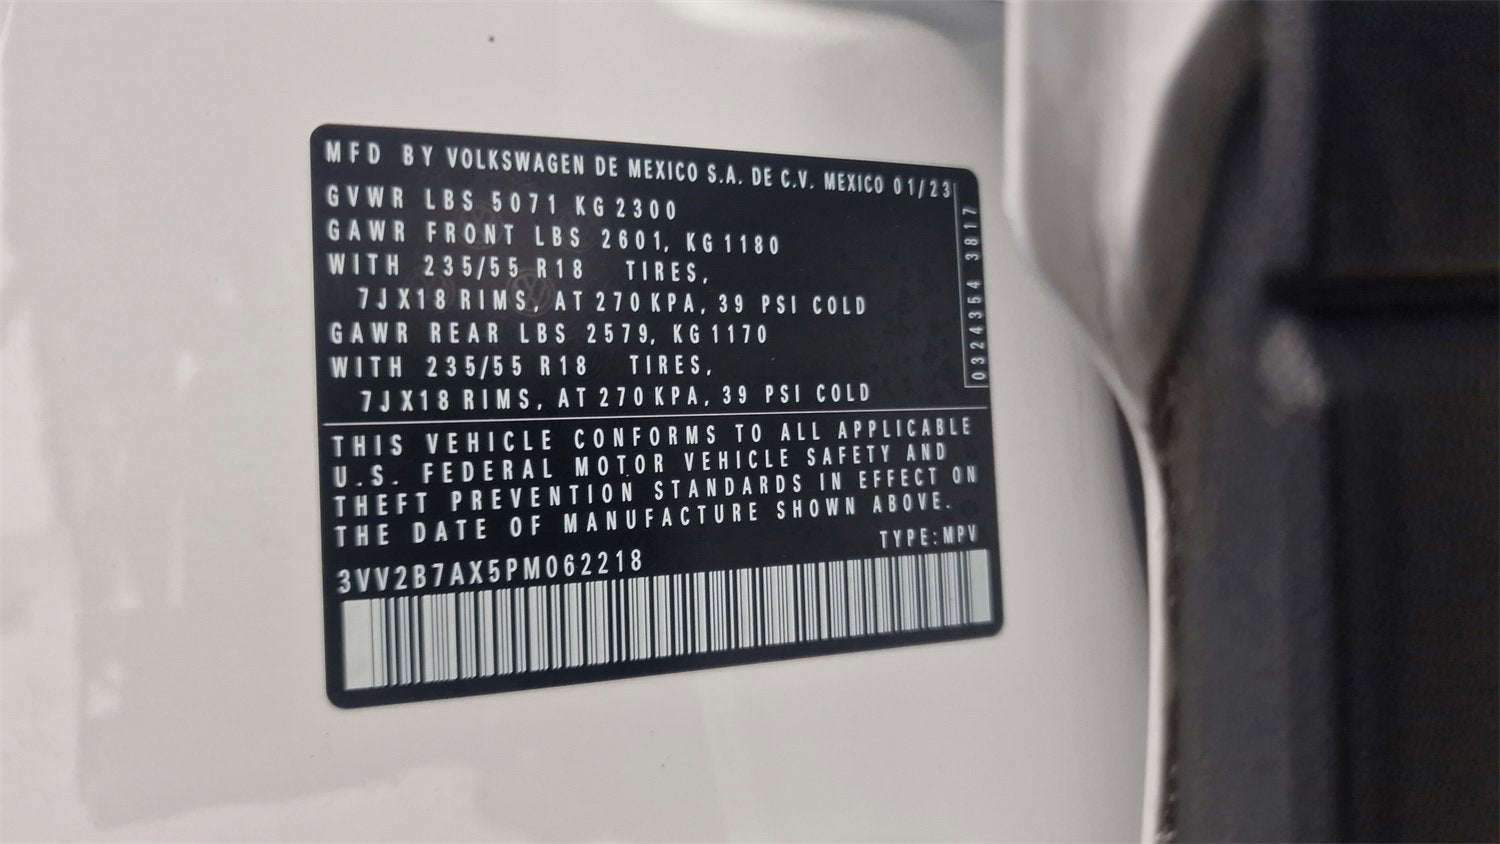 MFD BY VOLKSWAGEN DE MEXICO S.A. DE C.V. MEXICO 01/23
GVWR LBS 5071 KG 2300
GAWR FRONT LBS 2601, KG 1180
WITH 235/55 R18 TIRES,
7JX18 RIMS, AT 270 KPA, 39 PSI COLD
GAWR REAR LBS 2579, KG 1170
WITH 235/55 R18 TIRES,
7JX18 RIMS, AT 270 KPA, 39 PSI COLD
0324354 3817
THIS VEHICLE CONFORMS TO ALL APPLICABLE
U.S. FEDERAL MOTOR VEHICLE SAFETY AND
THEFT PREVENTION STANDARDS IN EFFECT ON
THE DATE OF MANUFACTURE SHOWN ABOVE.
TYPE:MPV
3VV2B7AX5PM062218